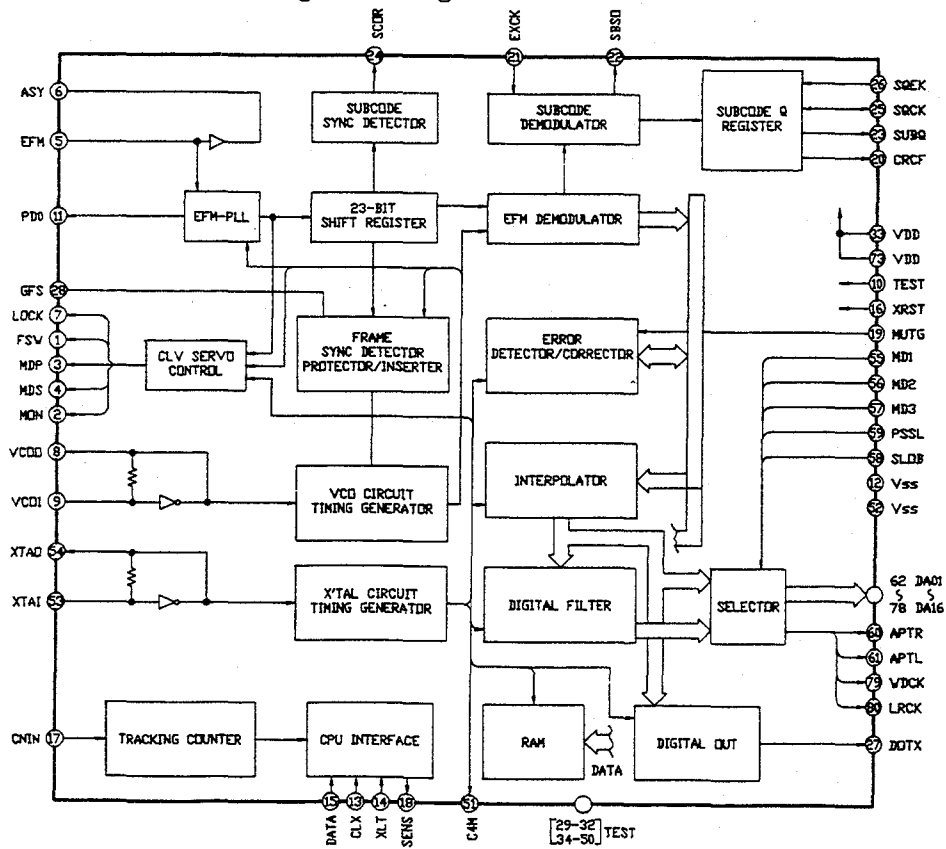 SCOR
EXCK
SBSO
24
21
22
ASY
6
EFM
5
PDO
11
GFS
28
LOCK
7
FSW
1
MDP
3
MDS
4
MON
2
VCOO
8
VCOI
9
XTAO
54
XTAI
53
CNIN
17
SUBCODE
SYNC DETECTOR
SUBCODE
DEMODULATOR
SUBCODE Q
REGISTER
EFM-PLL
23-BIT
SHIFT REGISTER
EFM DEMODULATOR
CLV SERVO
CONTROL
FRAME
SYNC DETECTOR
PROTECTOR/INSERTER
ERROR
DETECTOR/CORRECTOR
VCO CIRCUIT
TIMING GENERATOR
INTERPOLATOR
X'TAL CIRCUIT
TIMING GENERATOR
DIGITAL FILTER
SELECTOR
TRACKING COUNTER
CPU INTERFACE
RAM
DATA
DIGITAL OUT
26 SQEK
25 SQCK
23 SUBQ
20 CRCF
33 VDD
73 VDD
10 TEST
16 XRST
19 MUTG
55 MD1
56 MD2
57 MD3
59 PSSL
58 SLOB
12 Vss
52 Vss
62 DA01
78 DA16
60 APTR
61 APTL
79 WDCK
80 LRCK
27 DOTX
15
13
14
18
51
DATA
CLX
XLT
SENS
C4M
[29-32
34-50] TEST